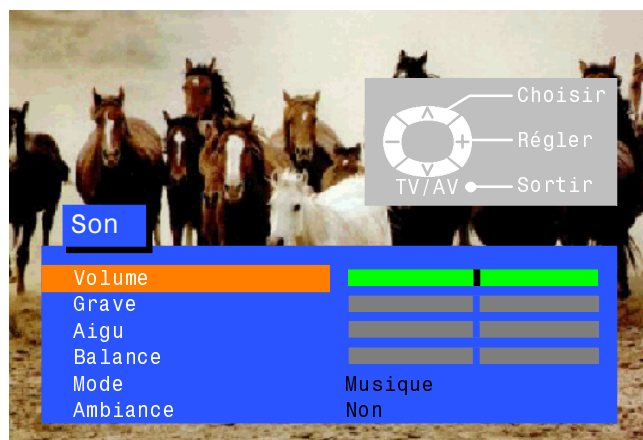 Choisir
Régler
TV/AV Sortir
Son
Volume
Grave
Aigu
Balance
Mode Musique
Ambiance Non